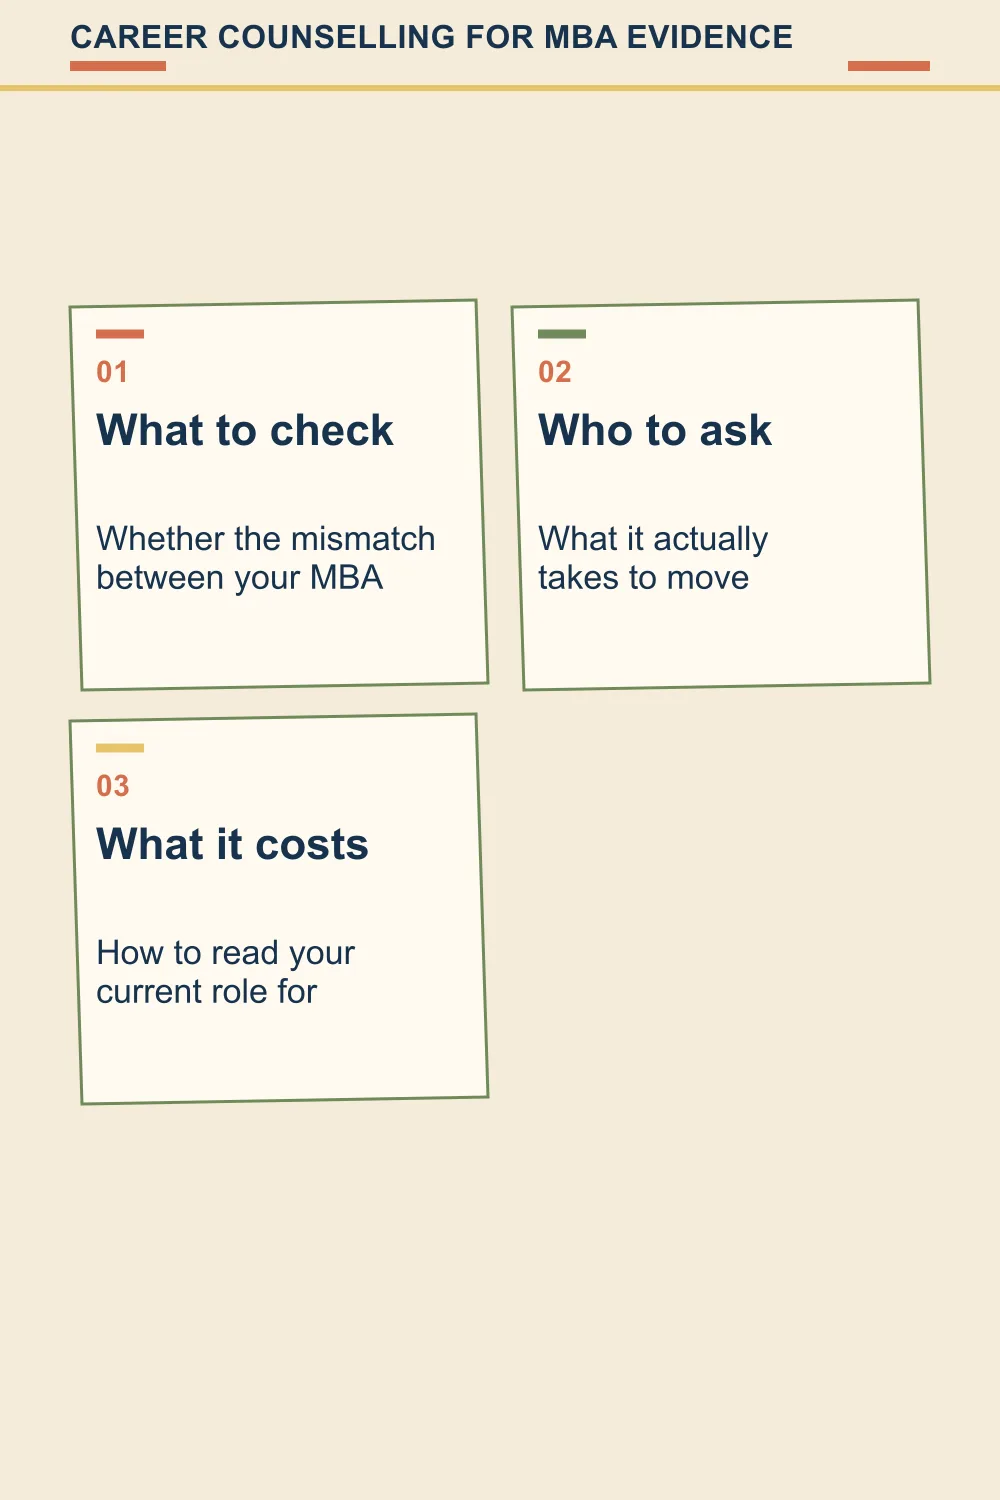 CAREER COUNSELLING FOR MBA EVIDENCE
01
What to check
Whether the mismatch
between your MBA
02
Who to ask
What it actually
takes to move
03
What it costs
How to read your
current role for